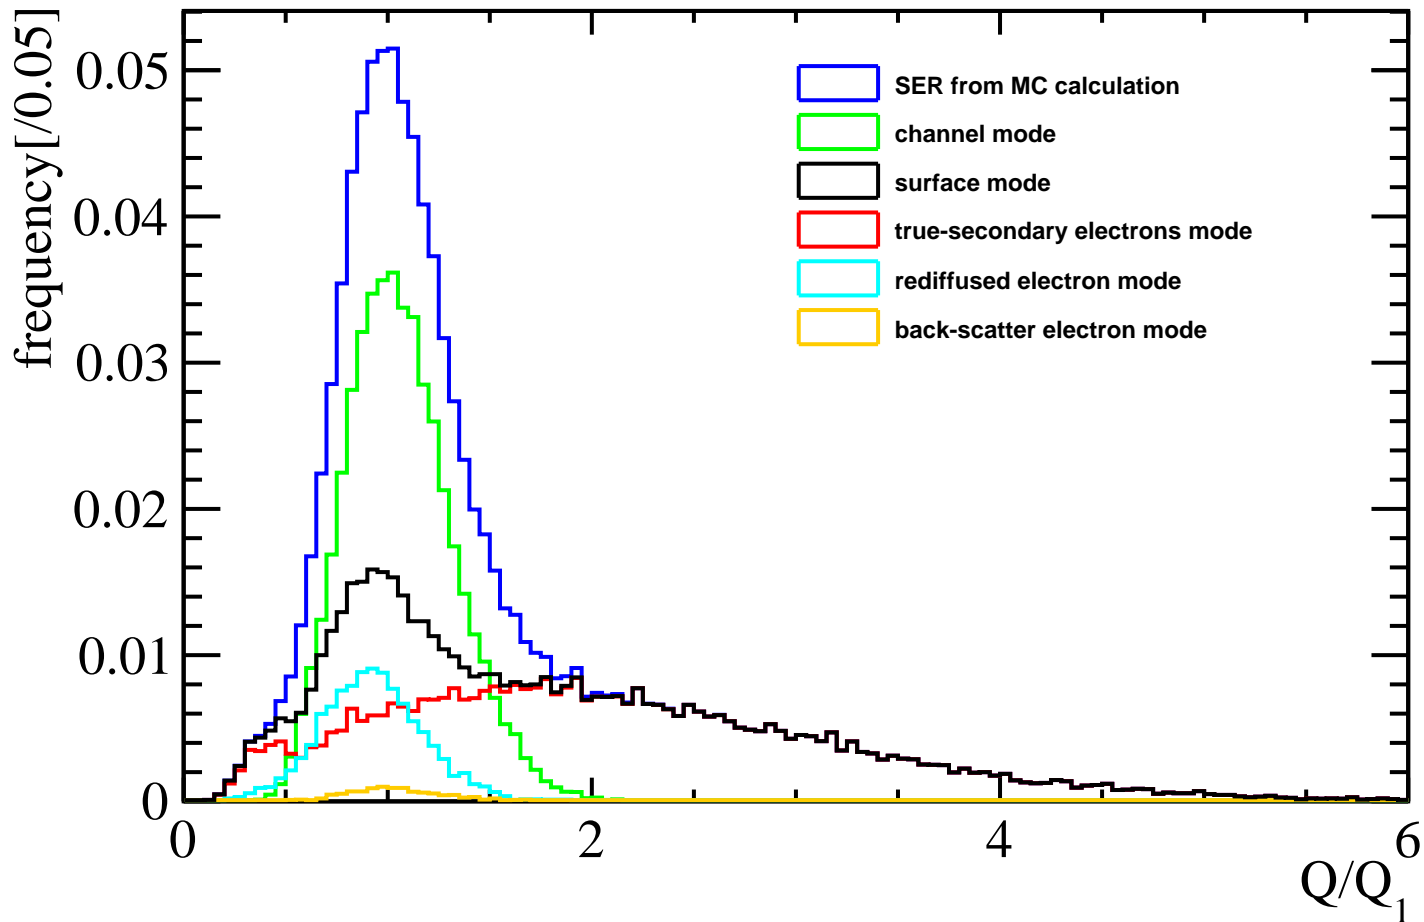 frequency[/0.05]
0.05
0.04
0.03
0.02
0.01
0
SER from MC calculation
channel mode
surface mode
true-secondary electrons mode
rediffused electron mode
back-scatter electron mode
0 2 4 6
Q/Q1